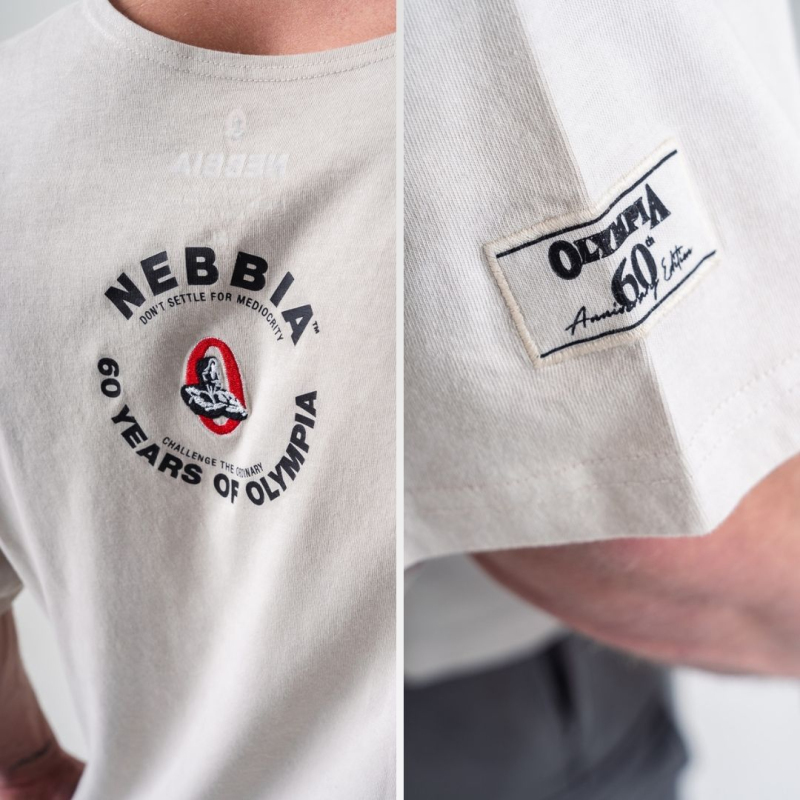 NEBBIA™
DON'T SETTLE FOR MEDIOCRITY
CHALLENGE THE ORDINARY
60 YEARS OF OLYMPIA
NEBBIA
OLYMPIA
60th
Anniversary Edition